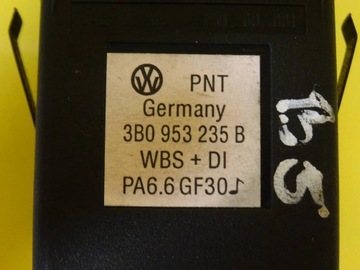 PNT
Germany
3B0 953 235 B
WBS + DI
PA6.6 GF30♪
B5